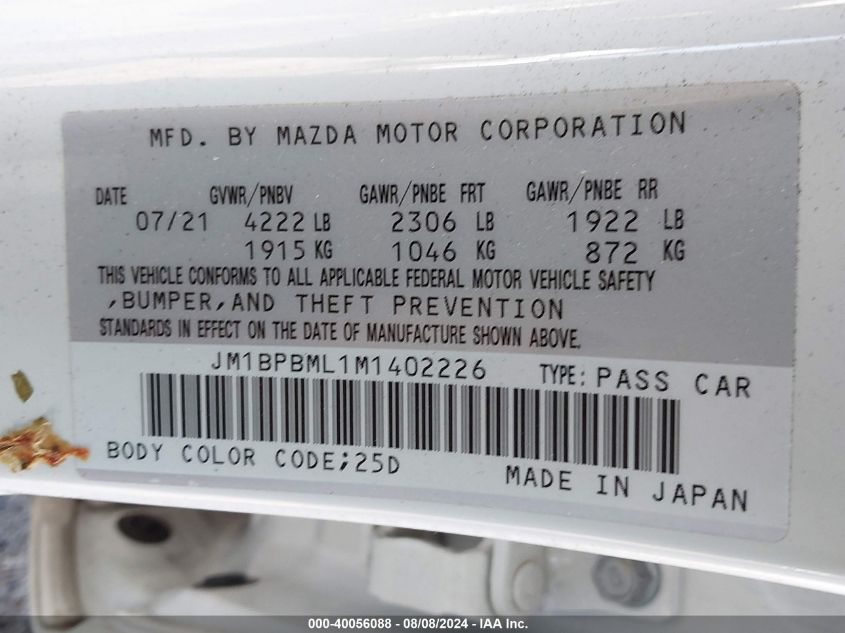 MFD. BY MAZDA MOTOR CORPORATION
DATE GVWR/PNBV GAWR/PNBE FRT GAWR/PNBE RR
07/21 4222 LB 2306 LB 1922 LB
1915 KG 1046 KG 872 KG
THIS VEHICLE CONFORMS TO ALL APPLICABLE FEDERAL MOTOR VEHICLE SAFETY
,BUMPER,AND THEFT PREVENTION
STANDARDS IN EFFECT ON THE DATE OF MANUFACTURE SHOWN ABOVE.
JM1BPBML1M1402226 TYPE: PASS CAR
BODY COLOR CODE;25D
MADE IN JAPAN
000-40056088 - 08/08/2024 - IAA Inc.